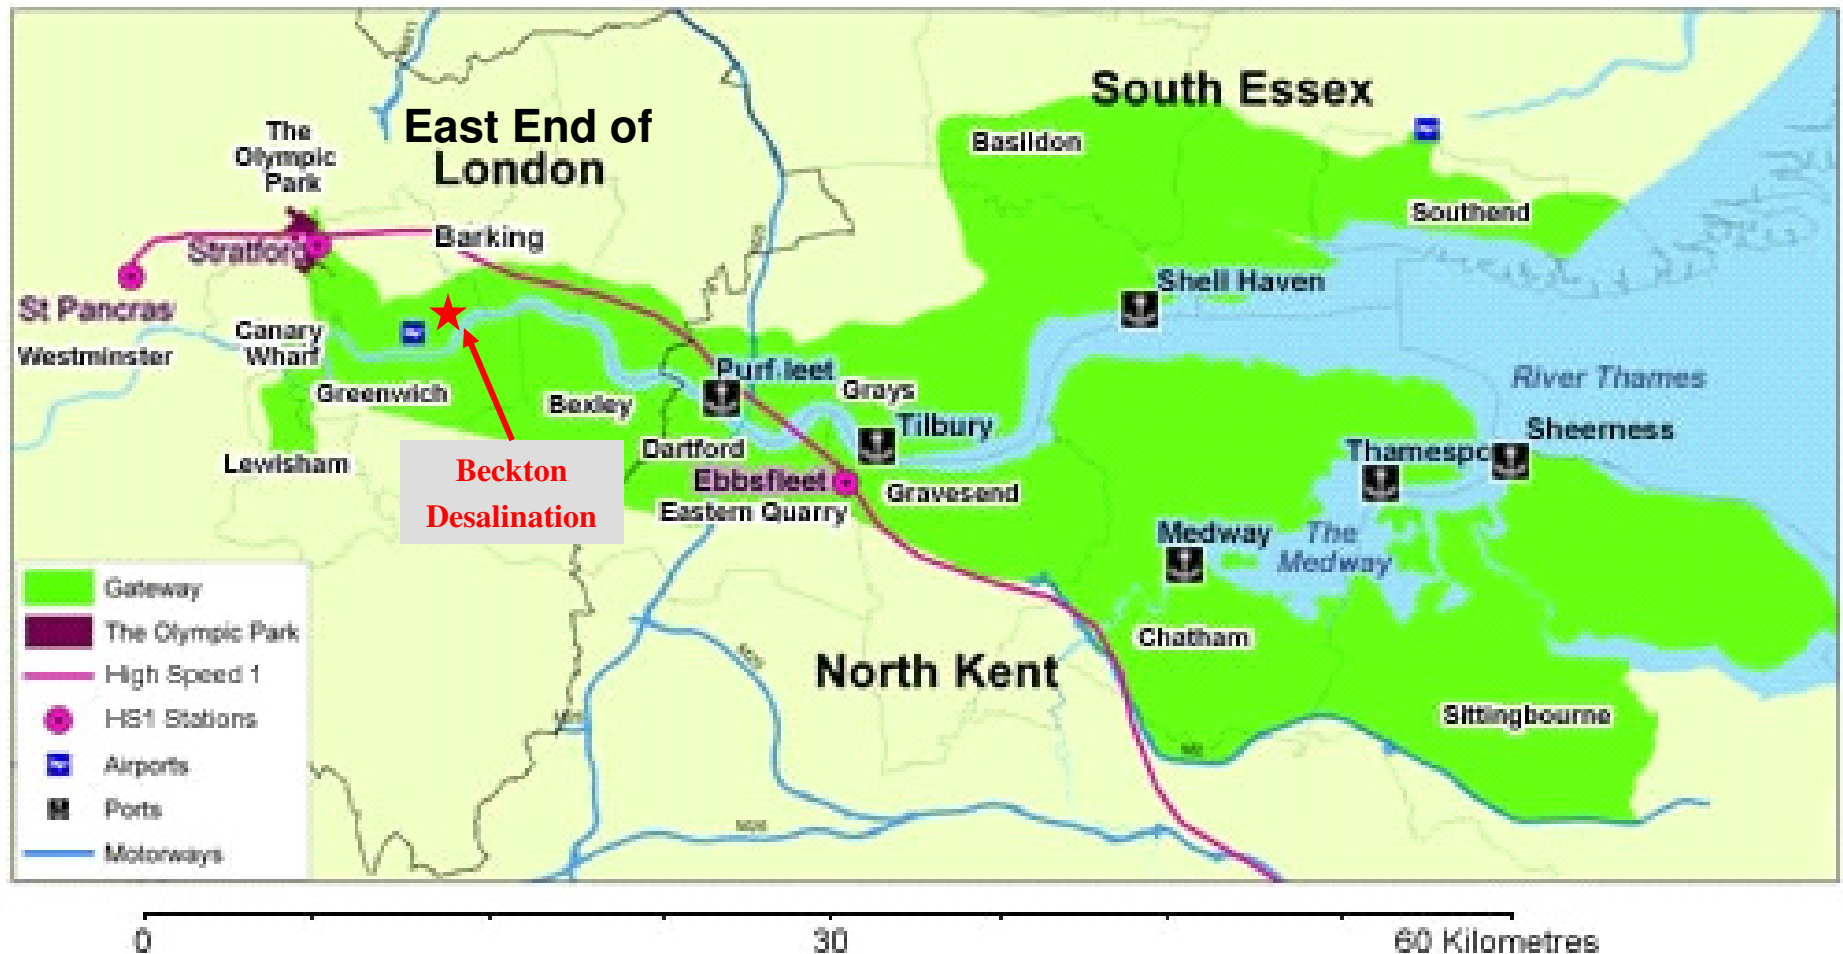 South Essex
East End of
London
The
Olympic
Park
Basildon
Southend
Barking
Stratford
St Pancras
Westminster
Canary
Wharf
Greenwich
Bexley
Lewisham
Beckton
Desalination
Purfleet
Grays
Tilbury
Dartford
Ebbsfleet
Eastern Quarry
Gravesend
Shell Haven
River Thames
Sheerness
Thamespo
Medway
The
Medway
Chatham
North Kent
Sittingbourne
M2
Gateway
The Olympic Park
High Speed 1
HS1 Stations
Airports
Ports
Motorways
0
30
60 Kilometres